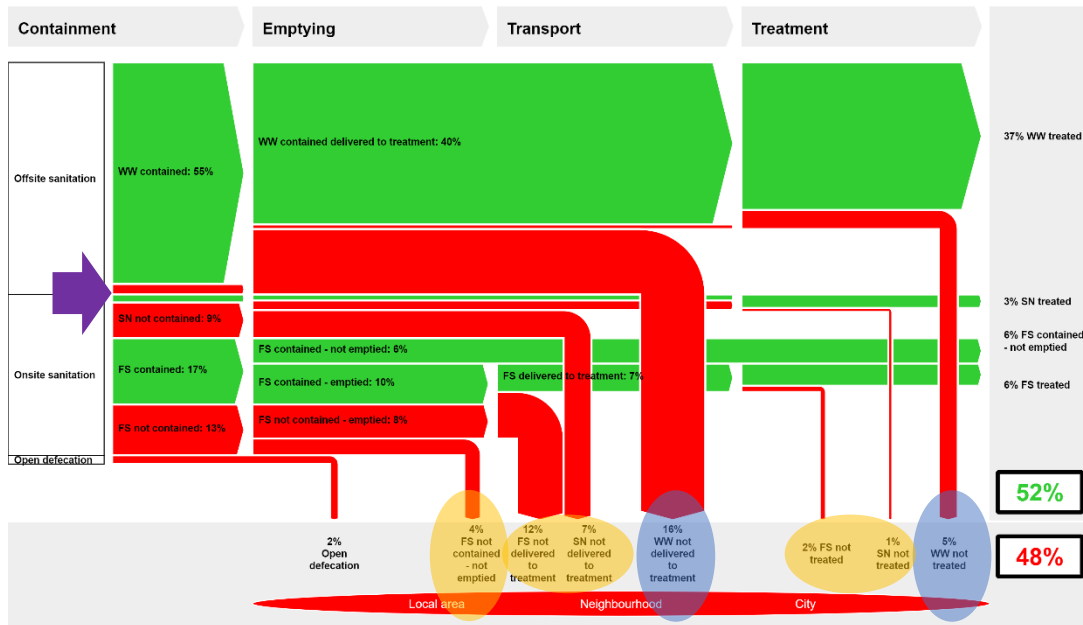 Containment
Emptying
Transport
Treatment
Offsite sanitation
WW contained: 55%
WW contained delivered to treatment: 40%
37% WW treated
SN not contained: 9%
3% SN treated
Onsite sanitation
FS contained: 17%
FS contained - not emptied: 6%
6% FS contained
- not emptied
FS contained - emptied: 10%
FS delivered to treatment: 7%
6% FS treated
FS not contained: 13%
FS not contained - emptied: 8%
Open defecation
52%
2%
Open
defecation
4%
FS not
contained
- not
emptied
12%
FS not
delivered
to
treatment
7%
SN not
delivered
to
treatment
16%
WW not
delivered
to
treatment
2% FS not
treated
1%
SN not
treated
5%
WW not
treated
48%
Local area
Neighbourhood
City